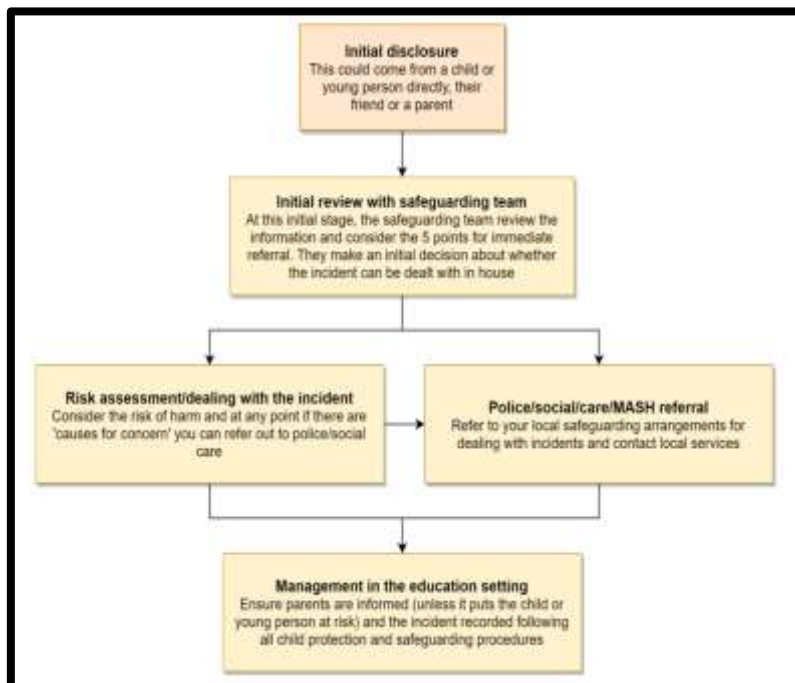 Initial disclosure
This could come from a child or
young person directly, their
friend or a parent
Initial review with safeguarding team
At this initial stage, the safeguarding team review the
information and consider the 5 points for immediate
referral. They make an initial decision about whether
the incident can be dealt with in house
Risk assessment/dealing with the incident
Consider the risk of harm and at any point if there are
'causes for concern' you can refer out to police/social
care
Police/social/care/MASH referral
Refer to your local safeguarding arrangements for
dealing with incidents and contact local services
Management in the education setting
Ensure parents are informed (unless it puts the child or
young person at risk) and the incident recorded following
all child protection and safeguarding procedures